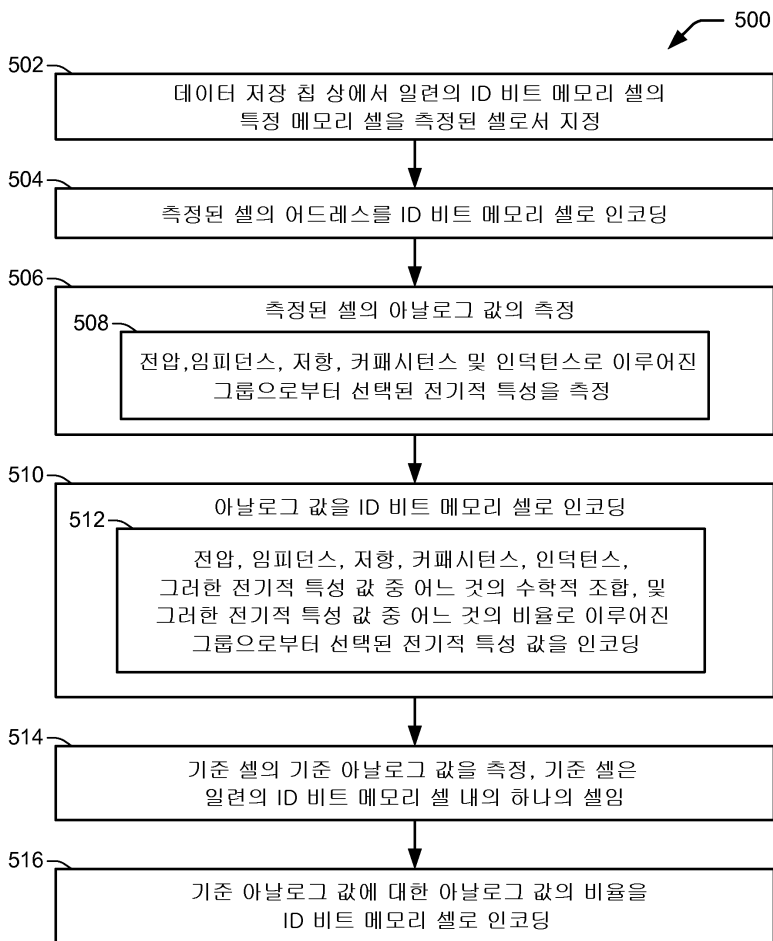 500
502
데이터 저장 칩 상에서 일련의 ID 비트 메모리 셀의
특정 메모리 셀을 측정된 셀로서 지정
504
측정된 셀의 어드레스를 ID 비트 메모리 셀로 인코딩
506
측정된 셀의 아날로그 값의 측정
508
전압,임피던스, 저항, 커패시턴스 및 인덕턴스로 이루어진
그룹으로부터 선택된 전기적 특성을 측정
510
아날로그 값을 ID 비트 메모리 셀로 인코딩
512
전압, 임피던스, 저항, 커패시턴스, 인덕턴스,
그러한 전기적 특성 값 중 어느 것의 수학적 조합, 및
그러한 전기적 특성 값 중 어느 것의 비율로 이루어진
그룹으로부터 선택된 전기적 특성 값을 인코딩
514
기준 셀의 기준 아날로그 값을 측정, 기준 셀은
일련의 ID 비트 메모리 셀 내의 하나의 셀임
516
기준 아날로그 값에 대한 아날로그 값의 비율을
ID 비트 메모리 셀로 인코딩